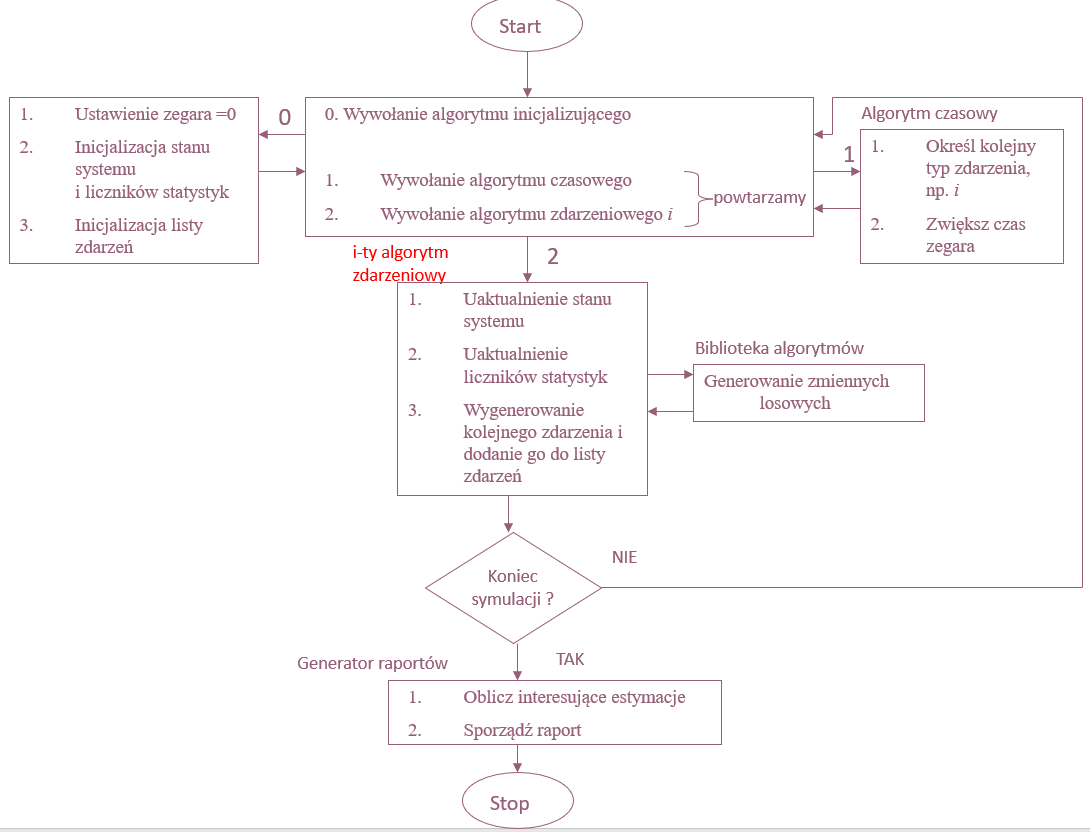 Start
1. Ustawienie zegara =0
2. Inicjalizacja stanu
systemu
i liczników statystyk
3. Inicjalizacja listy
zdarzeń
0
0. Wywołanie algorytmu inicjalizującego
1. Wywołanie algorytmu czasowego
2. Wywołanie algorytmu zdarzeniowego i
powtarzamy
1
Algorytm czasowy
1. Określ kolejny
typ zdarzenia,
np. i
2. Zwiększ czas
zegara
i-ty algorytm
zdarzeniowy
2
1. Uaktualnienie stanu
systemu
2. Uaktualnienie
liczników statystyk
3. Wygenerowanie
kolejnego zdarzenia i
dodanie go do listy
zdarzeń
Biblioteka algorytmów
Generowanie zmiennych
losowych
Koniec
symulacji ?
NIE
TAK
Generator raportów
1. Oblicz interesujące estymacje
2. Sporządź raport
Stop